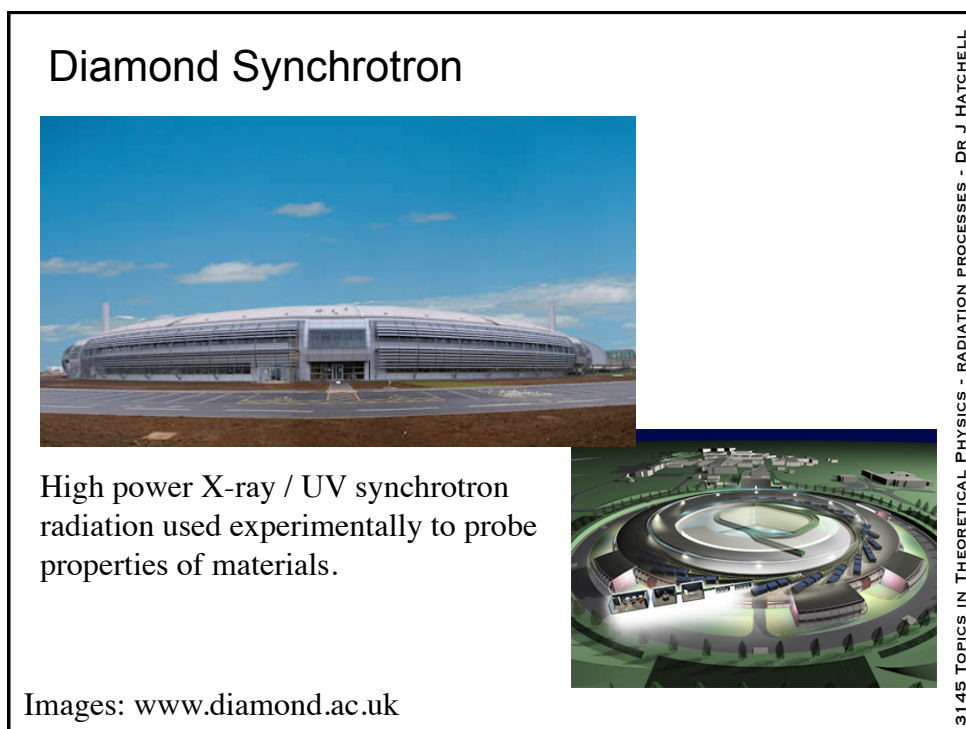 Diamond Synchrotron
High power X-ray / UV synchrotron
radiation used experimentally to probe
properties of materials.
Images: www.diamond.ac.uk
3145 Topics in Theoretical Physics - radiation processes - Dr J Hatchell